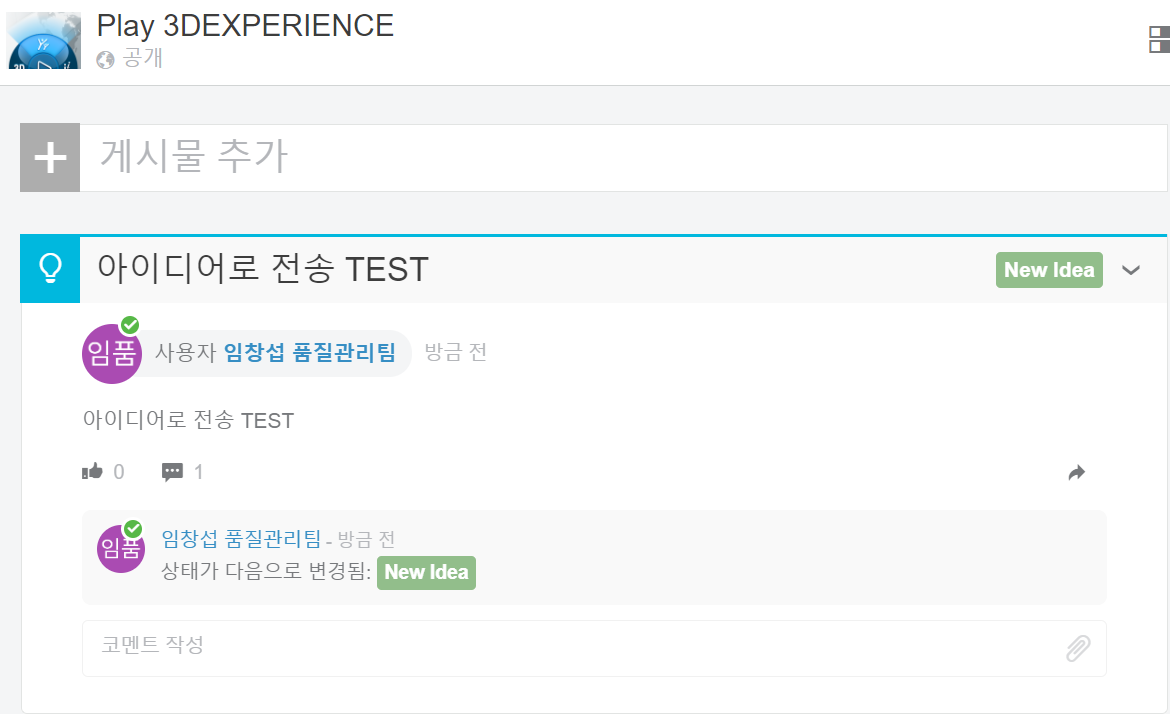 Play 3DEXPERIENCE
공개
게시물 추가
아이디어로 전송 TEST
New Idea
임품
사용자 임창섭 품질관리팀 방금 전
아이디어로 전송 TEST
0 1
임품
임창섭 품질관리팀 - 방금 전
상태가 다음으로 변경됨: New Idea
코멘트 작성